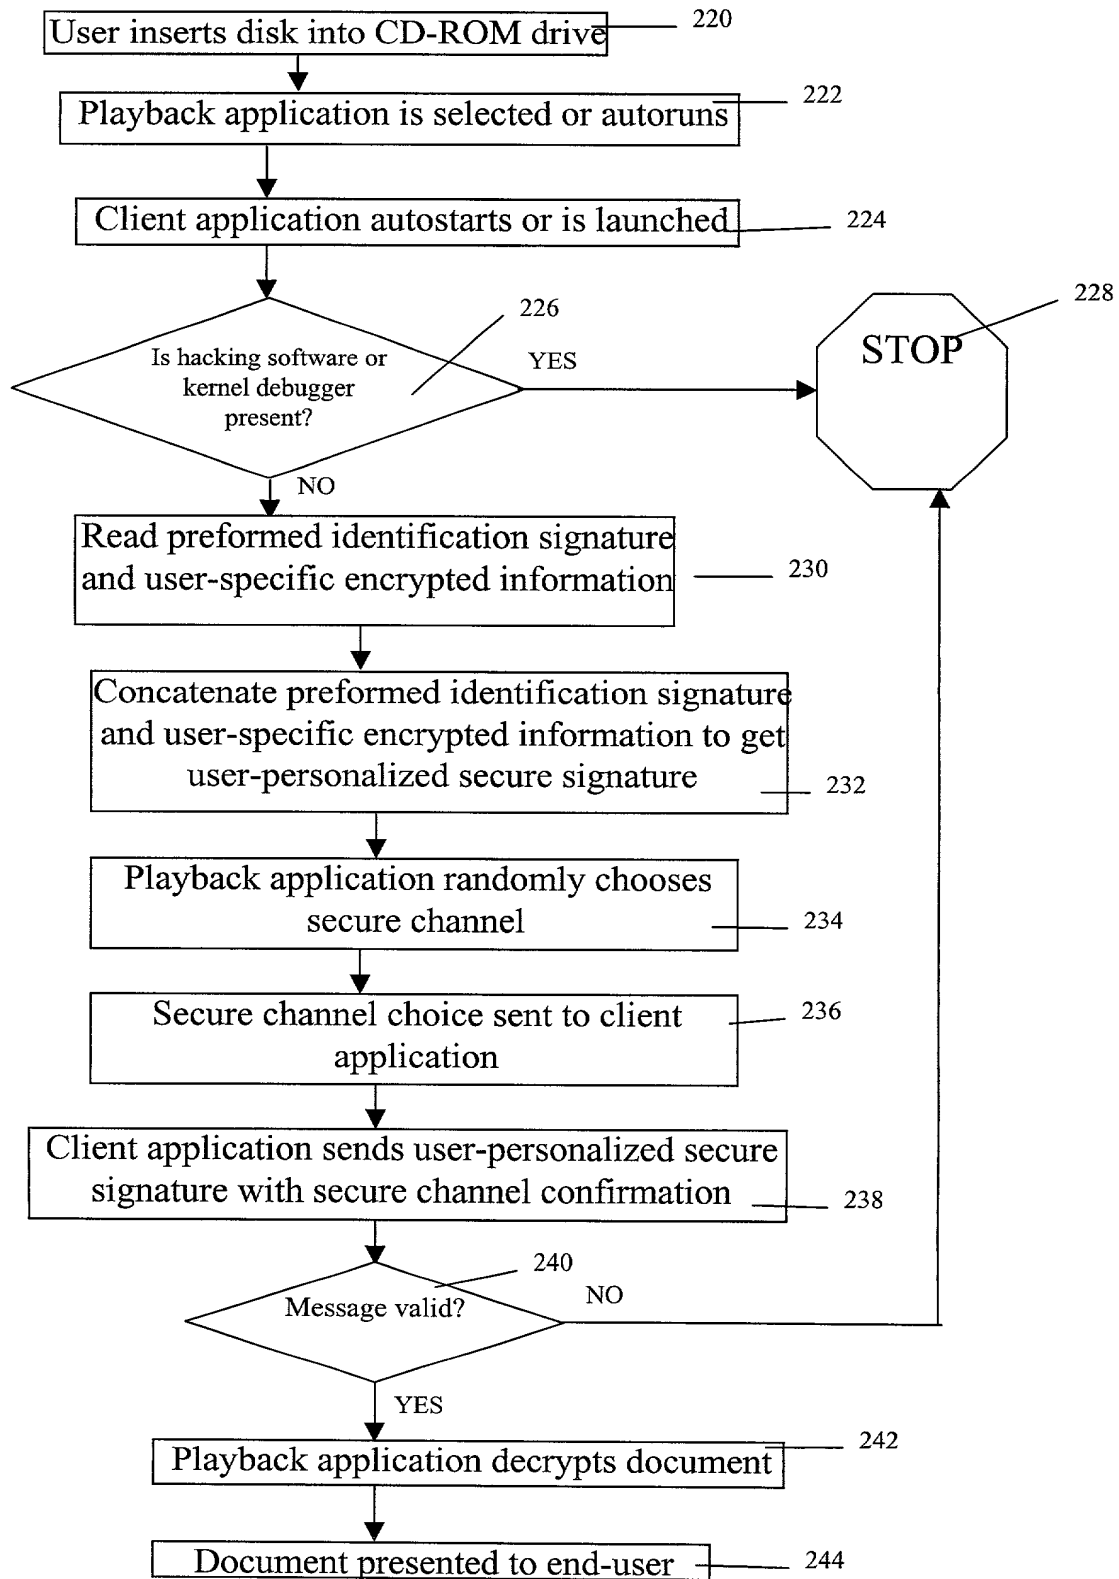 User inserts disk into CD-ROM drive
220
Playback application is selected or autoruns
222
Client application autostarts or is launched
224
Is hacking software or
kernel debugger
present?
226
YES
STOP
228
NO
Read preformed identification signature
and user-specific encrypted information
230
Concatenate preformed identification signature
and user-specific encrypted information to get
user-personalized secure signature
232
Playback application randomly chooses
secure channel
234
Secure channel choice sent to client
application
236
Client application sends user-personalized secure
signature with secure channel confirmation
238
Message valid?
240
NO
YES
Playback application decrypts document
242
Document presented to end-user
244